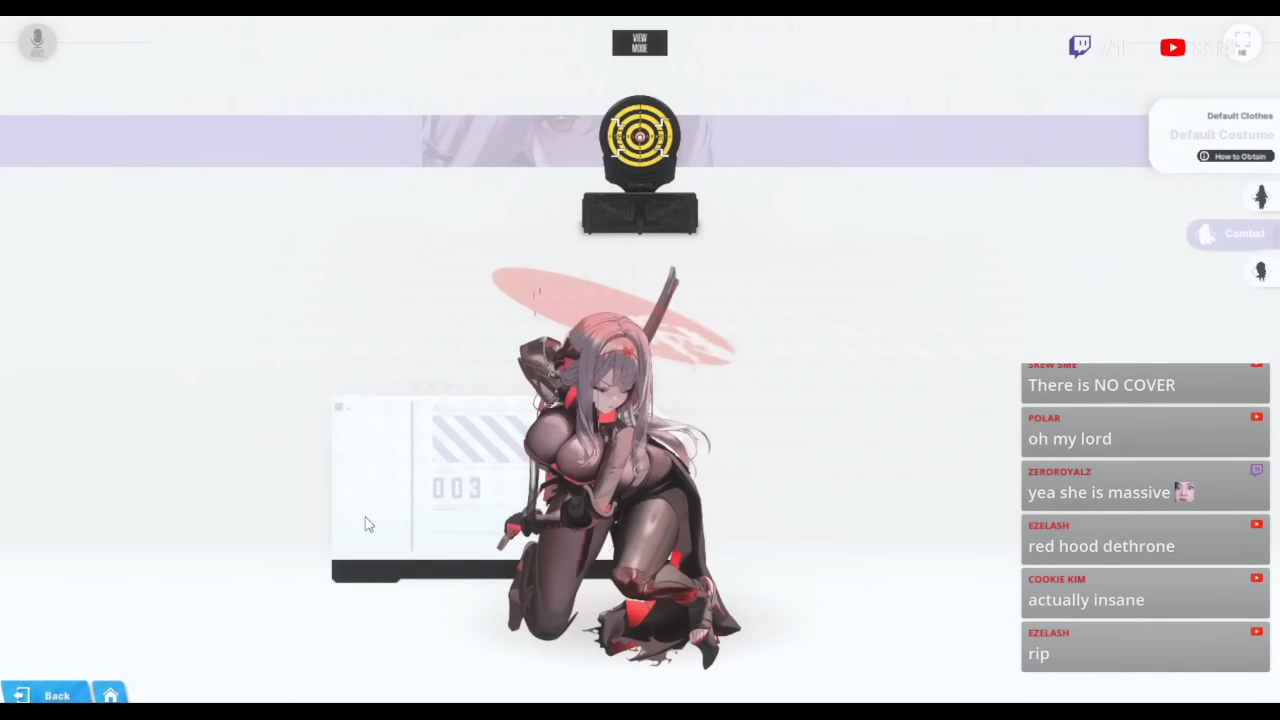 VIEW
MODE
Default Clothes
Default Costume
How to Obtain
Combat
003
SKEW SME
There is NO COVER
POLAR
oh my lord
ZEROROYALZ
yea she is massive
EZELASH
red hood dethrone
COOKIE KIM
actually insane
EZELASH
rip
Back